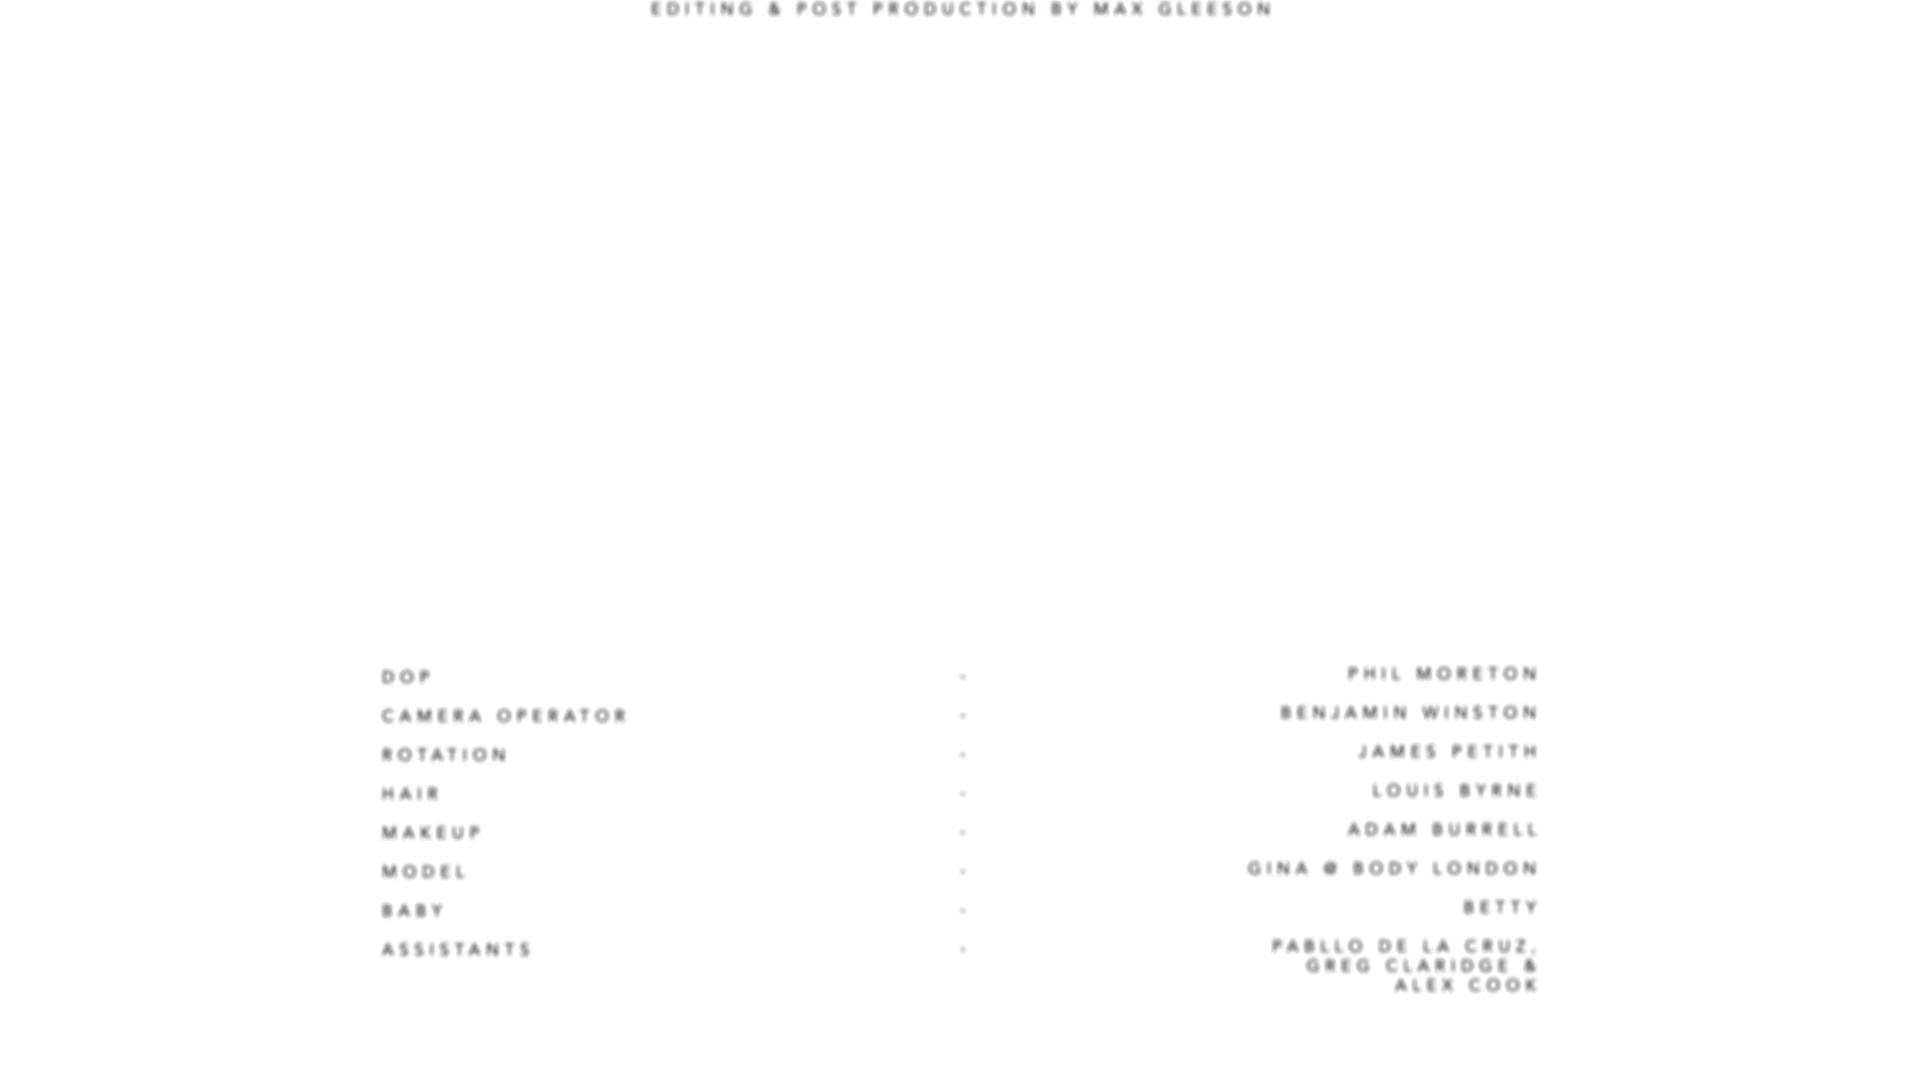 EDITING & POST PRODUCTION BY MAX GLEESON
DOP - PHIL MORETON
CAMERA OPERATOR - BENJAMIN WINSTON
ROTATION - JAMES PETITH
HAIR - LOUIS BYRNE
MAKEUP - ADAM BURRELL
MODEL - GINA @ BODY LONDON
BABY - BETTY
ASSISTANTS - PABLLO DE LA CRUZ,
GREG CLARIDGE &
ALEX COOK